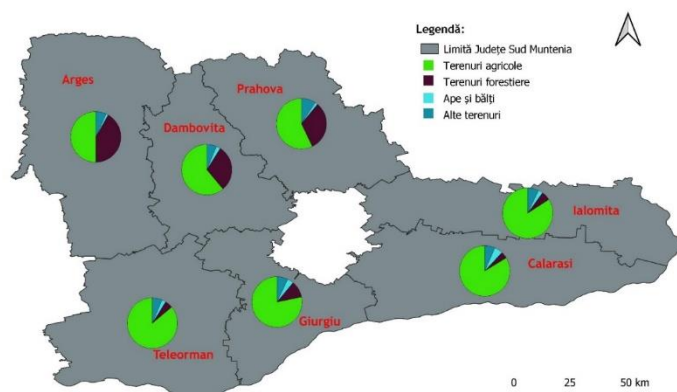 Legendă:
Limită Județe Sud Muntenia
Terenuri agricole
Terenuri forestiere
Ape și bălți
Alte terenuri
Arges
Prahova
Dambovita
Ialomita
Calarasi
Giurgiu
Teleorman
0 25 50 km